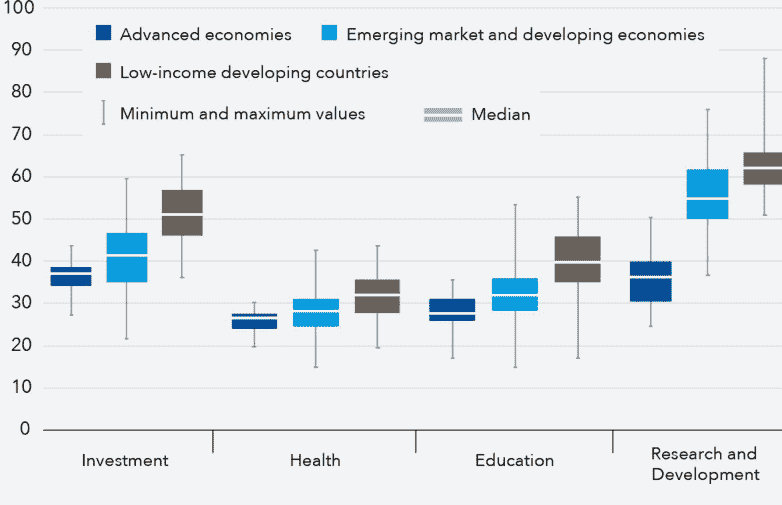 100
90
80
70
60
50
40
30
20
10
0
Advanced economies
Emerging market and developing economies
Low-income developing countries
Minimum and maximum values
Median
Investment
Health
Education
Research and
Development